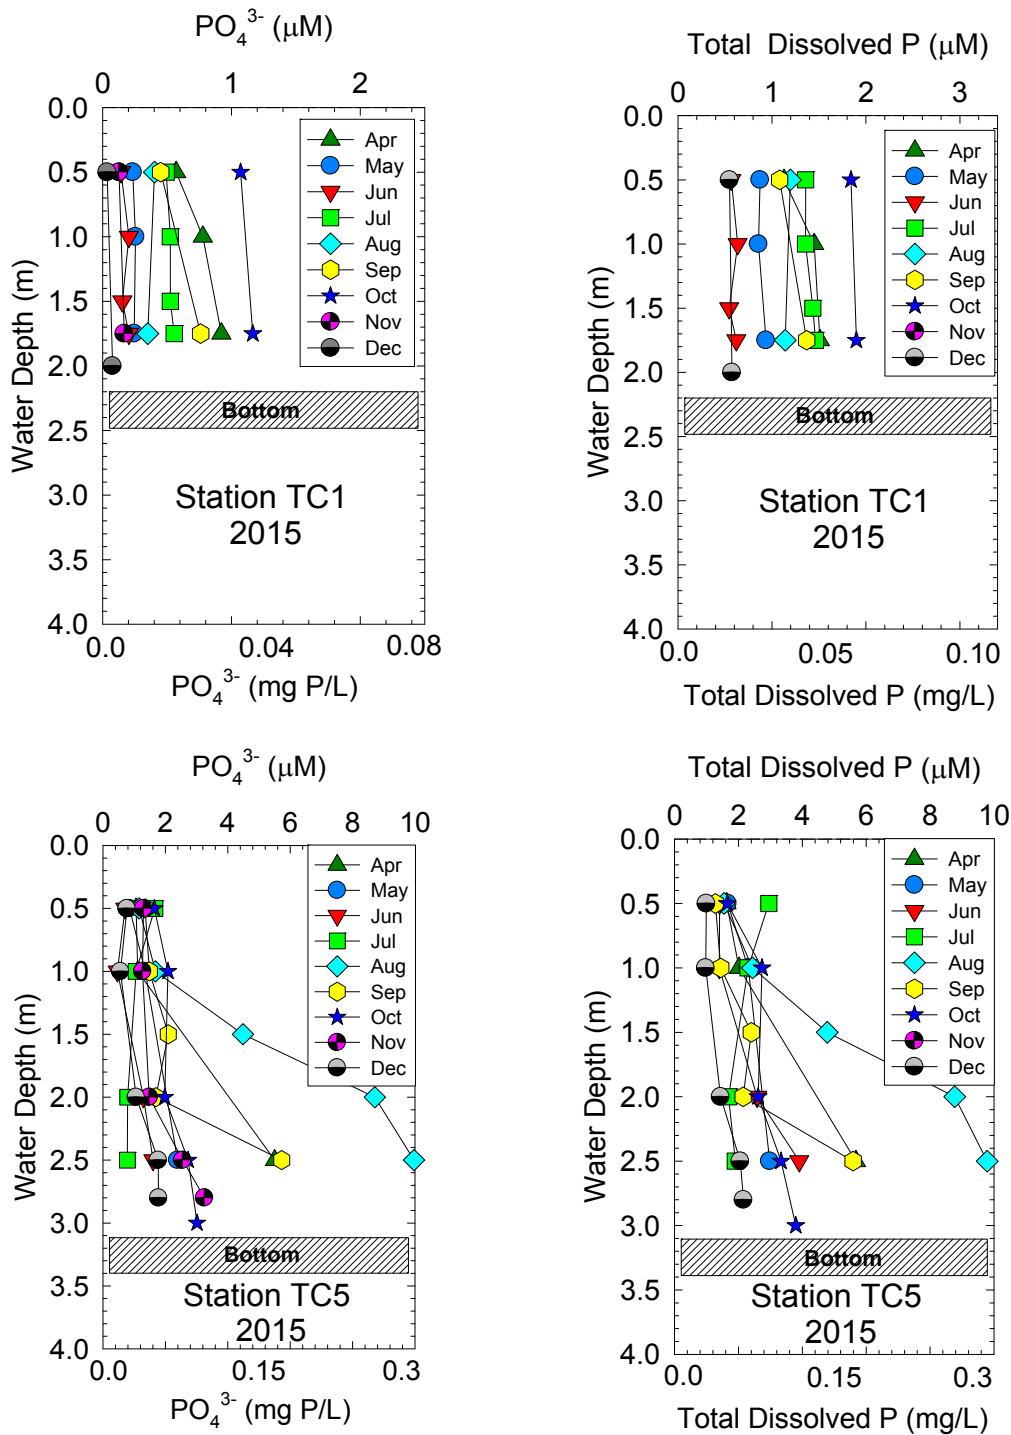 PO₄³⁻ (μM)
0 1 2
0.0
0.5
1.0
1.5
2.0
2.5
3.0
3.5
4.0
Water Depth (m)
Apr
May
Jun
Jul
Aug
Sep
Oct
Nov
Dec
Bottom
Station TC1
2015
0.0 0.04 0.08
PO₄³⁻ (mg P/L)
Total Dissolved P (μM)
0 1 2 3
0.0
0.5
1.0
1.5
2.0
2.5
3.0
3.5
4.0
Water Depth (m)
Apr
May
Jun
Jul
Aug
Sep
Oct
Nov
Dec
Bottom
Station TC1
2015
0.0 0.05 0.10
Total Dissolved P (mg/L)
PO₄³⁻ (μM)
0 2 4 6 8 10
0.0
0.5
1.0
1.5
2.0
2.5
3.0
3.5
4.0
Water Depth (m)
Apr
May
Jun
Jul
Aug
Sep
Oct
Nov
Dec
Bottom
Station TC5
2015
0.0 0.15 0.3
PO₄³⁻ (mg P/L)
Total Dissolved P (μM)
0 2 4 6 8 10
0.0
0.5
1.0
1.5
2.0
2.5
3.0
3.5
4.0
Water Depth (m)
Apr
May
Jun
Jul
Aug
Sep
Oct
Nov
Dec
Bottom
Station TC5
2015
0.0 0.15 0.3
Total Dissolved P (mg/L)